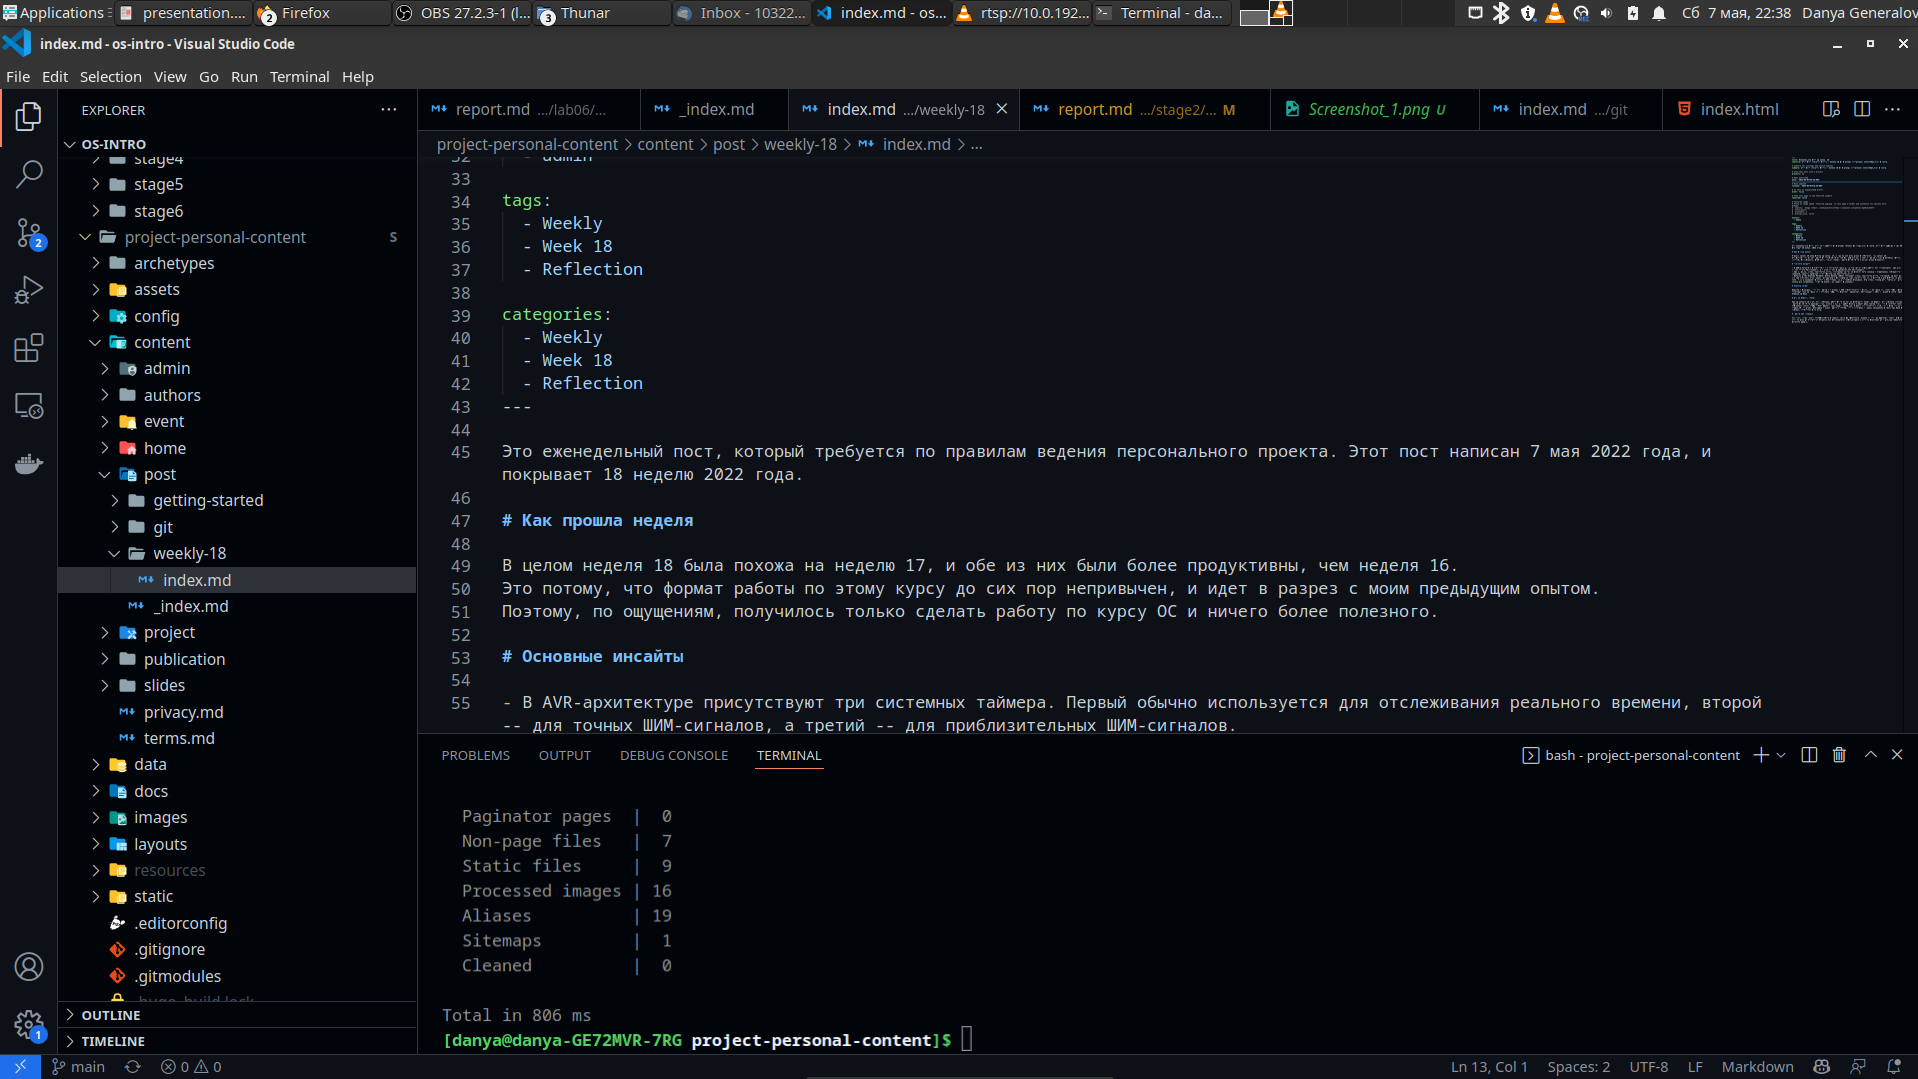 Applications
presentation....
2
Firefox
OBS 27.2.3-1 (l...
3
Thunar
Inbox - 10322...
index.md - os...
rtsp://10.0.192...
Terminal - da...
Сб 7 мая, 22:38
Danya Generalov
index.md - os-intro - Visual Studio Code
File Edit Selection View Go Run Terminal Help
EXPLORER
OS-INTRO
stage4
stage5
stage6
project-personal-content S
archetypes
assets
config
content
admin
authors
event
home
post
getting-started
git
weekly-18
index.md
_index.md
project
publication
slides
privacy.md
terms.md
data
docs
images
layouts
resources
static
.editorconfig
.gitignore
.gitmodules
.hugo_build.lock
OUTLINE
TIMELINE
2
1
report.md .../lab06/...
_index.md
index.md .../weekly-18
report.md .../stage2/... M
Screenshot_1.png U
index.md .../git
index.html
project-personal-content > content > post > weekly-18 > index.md > ...
32 - admin
33
34 tags:
35 - Weekly
36 - Week 18
37 - Reflection
38
39 categories:
40 - Weekly
41 - Week 18
42 - Reflection
43 ---
44
45 Это еженедельный пост, который требуется по правилам ведения персонального проекта. Этот пост написан 7 мая 2022 года, и
покрывает 18 неделю 2022 года.
46
47 # Как прошла неделя
48
49 В целом неделя 18 была похожа на неделю 17, и обе из них были более продуктивны, чем неделя 16.
50 Это потому, что формат работы по этому курсу до сих пор непривычен, и идет в разрез с моим предыдущим опытом.
51 Поэтому, по ощущениям, получилось только сделать работу по курсу ОС и ничего более полезного.
52
53 # Основные инсайты
54
55 - В AVR-архитектуре присутствуют три системных таймера. Первый обычно используется для отслеживания реального времени, второй
-- для точных ШИМ-сигналов, а третий -- для приблизительных ШИМ-сигналов.
PROBLEMS OUTPUT DEBUG CONSOLE TERMINAL
bash - project-personal-content
Paginator pages | 0
Non-page files | 7
Static files | 9
Processed images | 16
Aliases | 19
Sitemaps | 1
Cleaned | 0
Total in 806 ms
[danya@danya-GE72MVR-7RG project-personal-content]$
main
0 0
Ln 13, Col 1
Spaces: 2
UTF-8
LF
Markdown